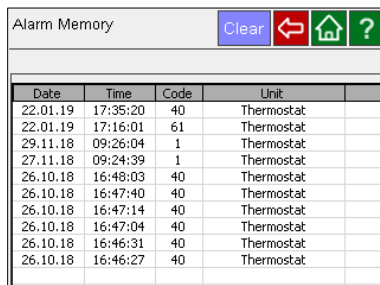 Alarm Memory Clear ?
Date Time Code Unit
22.01.19 17:35:20 40 Thermostat
22.01.19 17:16:01 61 Thermostat
29.11.18 09:26:04 1 Thermostat
27.11.18 09:24:39 1 Thermostat
26.10.18 16:48:03 40 Thermostat
26.10.18 16:47:40 40 Thermostat
26.10.18 16:47:14 40 Thermostat
26.10.18 16:47:04 40 Thermostat
26.10.18 16:46:31 40 Thermostat
26.10.18 16:46:27 40 Thermostat